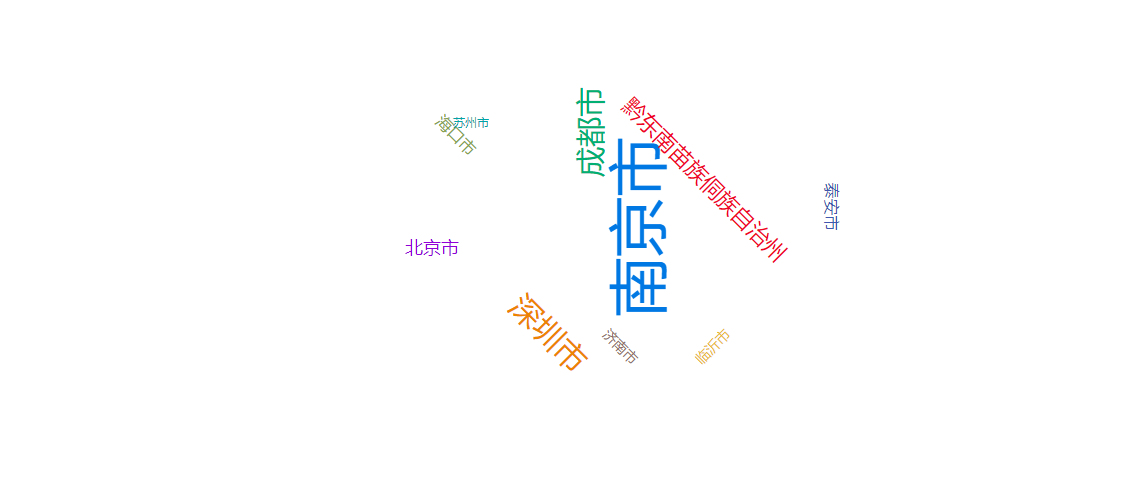 成都市
黔东南苗族侗族自治州
苏州市
海口市
南京市
泰安市
北京市
深圳市
济南市
临沂市